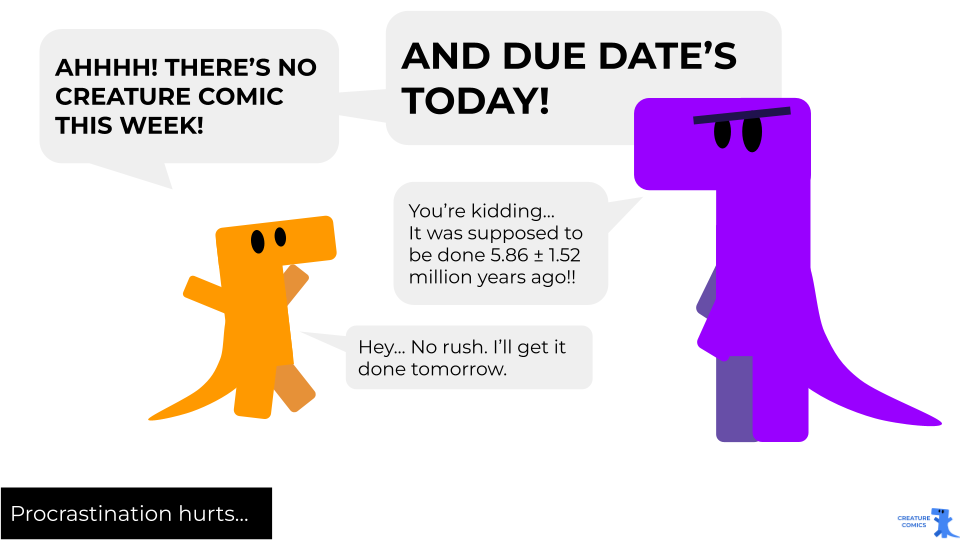 AHHHH! THERE’S NO
CREATURE COMIC
THIS WEEK!
AND DUE DATE’S
TODAY!
You’re kidding...
It was supposed to
be done 5.86 ± 1.52
million years ago!!
Hey... No rush. I’ll get it
done tomorrow.
Procrastination hurts...
CREATURE
COMICS